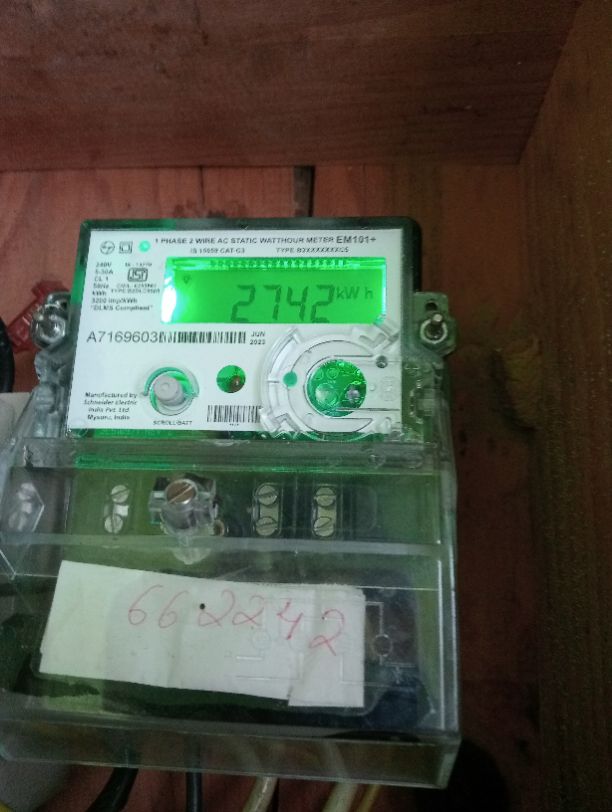 1 PHASE 2 WIRE AC STATIC WATTHOUR METER EM101+
IS 15959 CAT C3
240V
5-30A
CL 1
50Hz
kWh
3200 imp/kWh
"DLMS Compliant"
2742 kWh
A7169603
JUN
2023
Manufactured by
Schneider Electric
India Pvt. Ltd.
Mysuru, India
SCROLL/BATT
662242